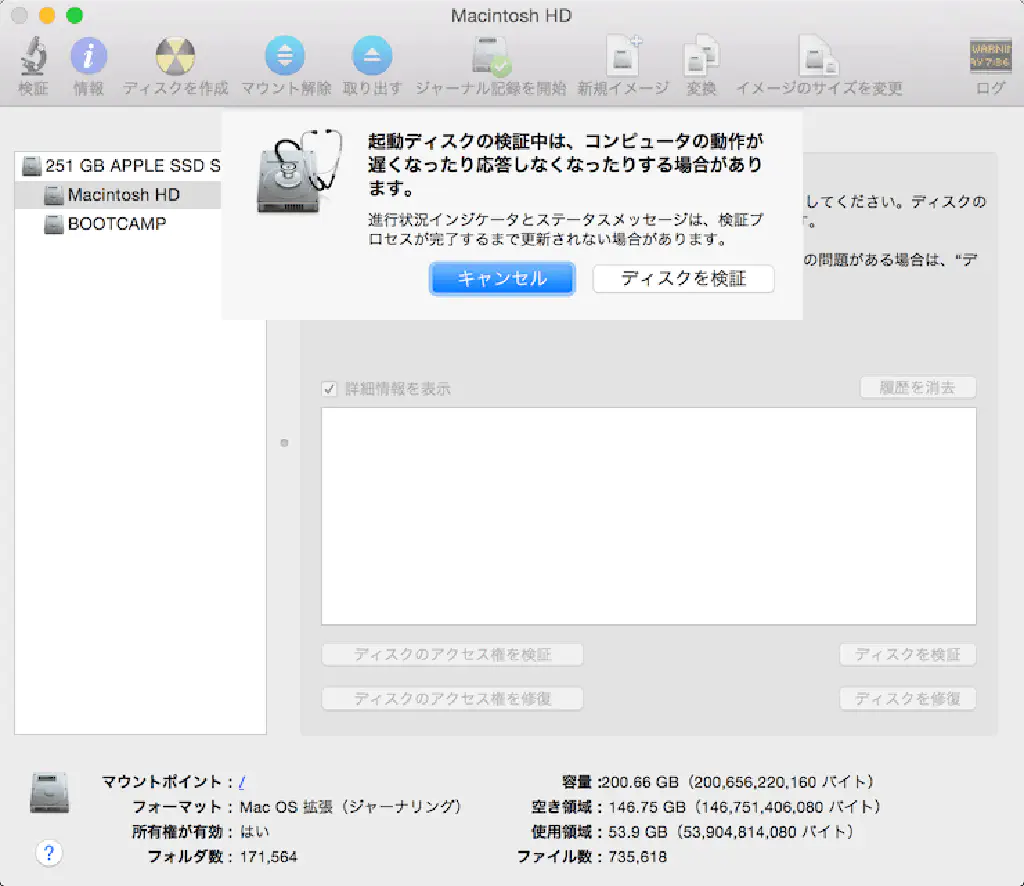 Macintosh HD
検証 情報 ディスクを作成 マウント解除 取り出す ジャーナル記録を開始 新規イメージ 変換 イメージのサイズを変更 ログ
251 GB APPLE SSD S
Macintosh HD
BOOTCAMP
起動ディスクの検証中は、コンピュータの動作が
遅くなったり応答しなくなったりする場合があり
ます。
進行状況インジケータとステータスメッセージは、検証プ
ロセスが完了するまで更新されない場合があります。
キャンセル ディスクを検証
してください。ディスクの
。
の問題がある場合は、“デ
詳細情報を表示 履歴を消去
ディスクのアクセス権を検証 ディスクを検証
ディスクのアクセス権を修復 ディスクを修復
マウントポイント : /
フォーマット : Mac OS 拡張（ジャーナリング）
所有権が有効 : はい
フォルダ数 : 171,564
容量 : 200.66 GB（200,656,220,160 バイト）
空き領域 : 146.75 GB（146,751,406,080 バイト）
使用領域 : 53.9 GB（53,904,814,080 バイト）
ファイル数 : 735,618
?